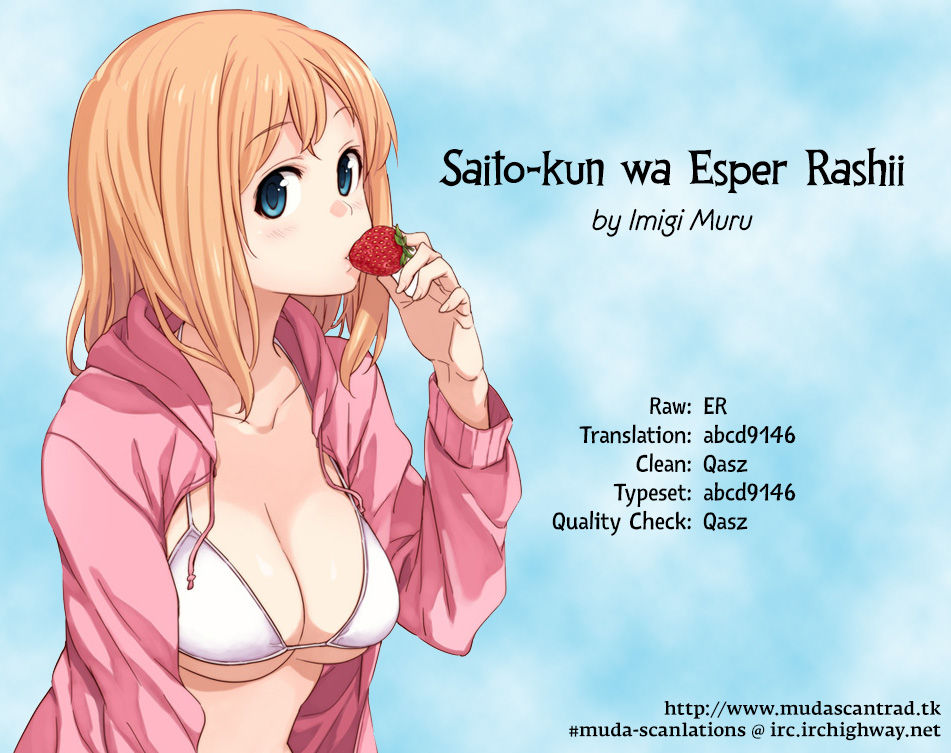 Saito-kun wa Esper Rashii
by Imigi Muru
Raw: ER
Translation: abcd9146
Clean: Qasz
Typeset: abcd9146
Quality Check: Qasz
http://www.mudascantrad.tk
#muda-scanlations @ irc.irchighway.net